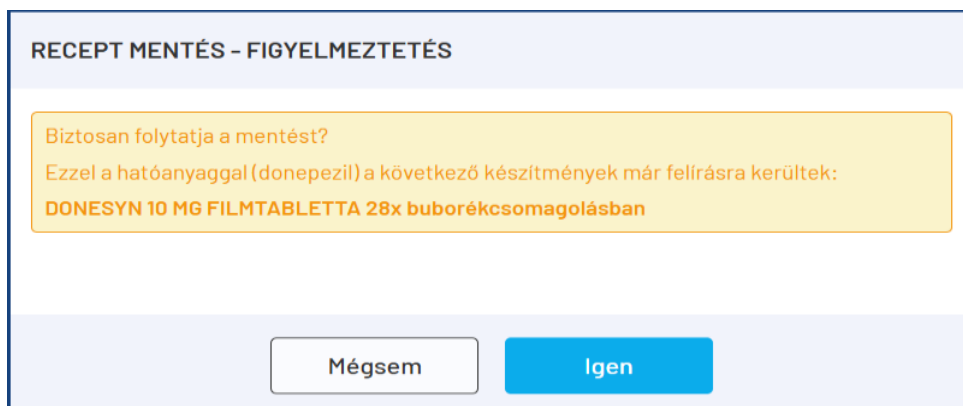 RECEPT MENTÉS - FIGYELMEZTETÉS
Biztosan folytatja a mentést?
Ezzel a hatóanyaggal (donepezil) a következő készítmények már felírásra kerültek:
DONESYN 10 MG FILMTABLETTA 28x buborékcsomagolásban
Mégsem
Igen